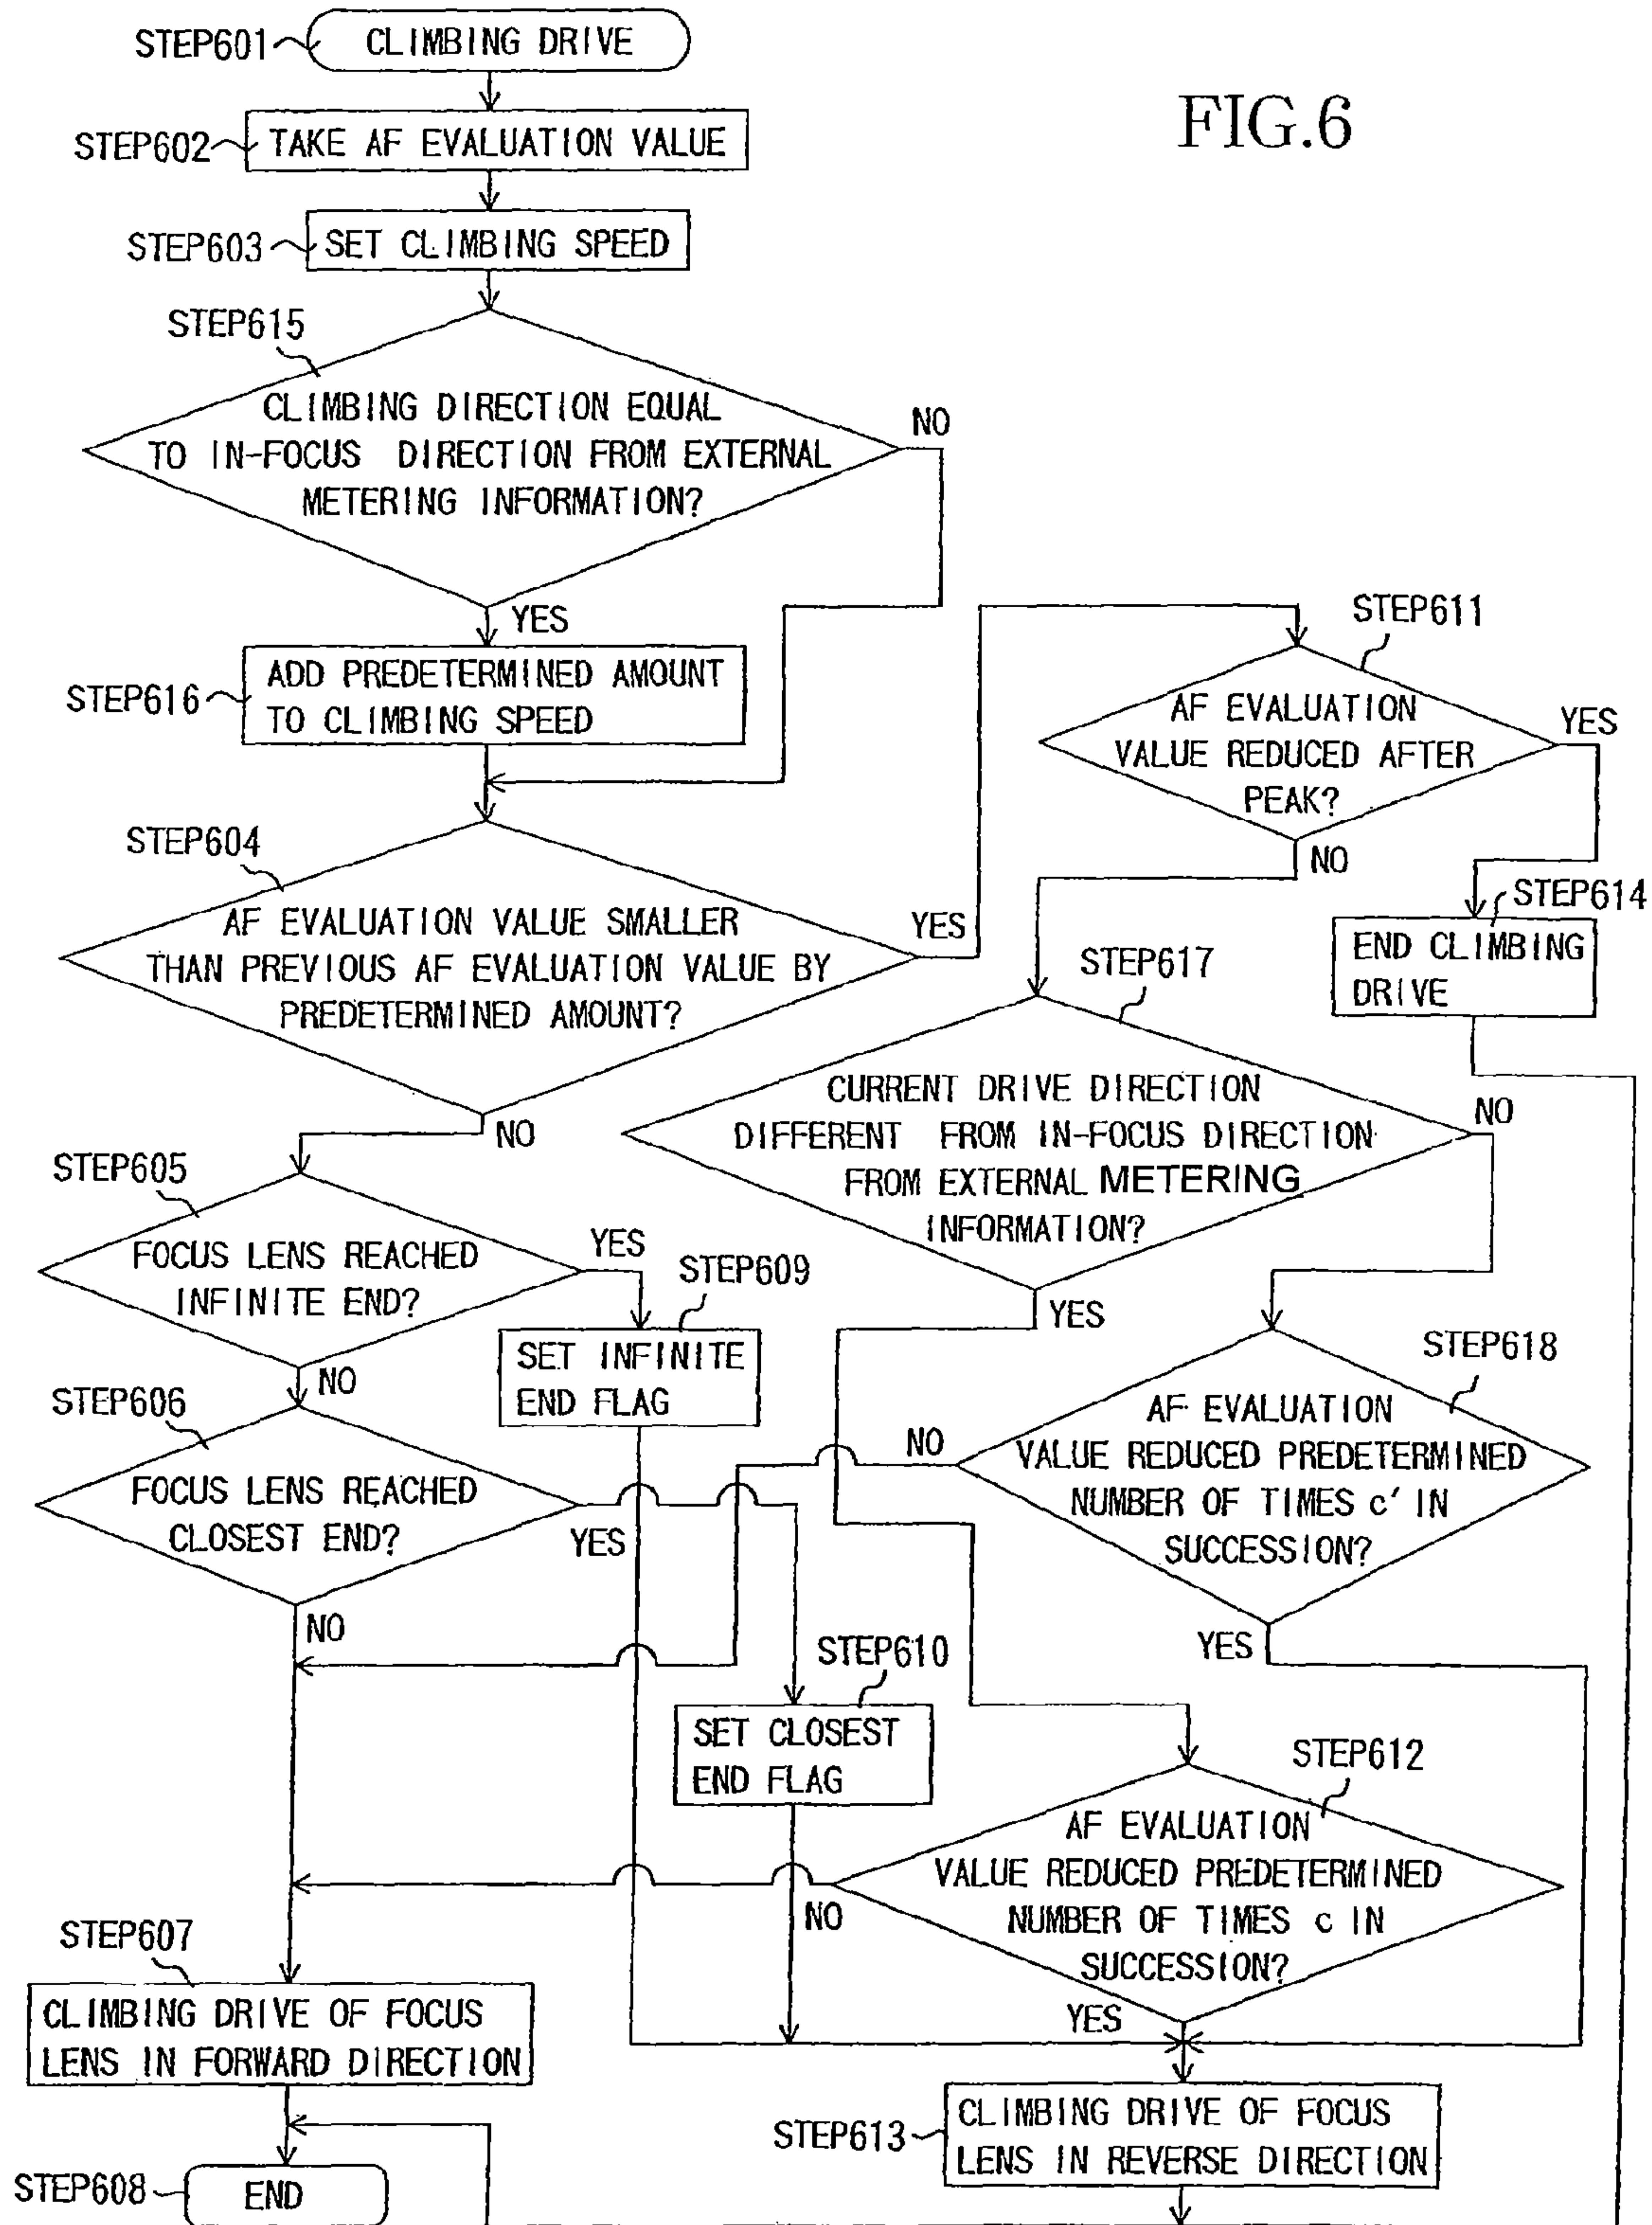 FIG.6
STEP601
CLIMBING DRIVE
STEP602
TAKE AF EVALUATION VALUE
STEP603
SET CLIMBING SPEED
STEP615
CLIMBING DIRECTION EQUAL
TO IN-FOCUS DIRECTION FROM EXTERNAL
METERING INFORMATION?
NO
YES
STEP616
ADD PREDETERMINED AMOUNT
TO CLIMBING SPEED
STEP604
AF EVALUATION VALUE SMALLER
THAN PREVIOUS AF EVALUATION VALUE BY
PREDETERMINED AMOUNT?
YES
NO
STEP611
AF EVALUATION
VALUE REDUCED AFTER
PEAK?
YES
NO
STEP614
END CLIMBING
DRIVE
STEP617
CURRENT DRIVE DIRECTION
DIFFERENT FROM IN-FOCUS DIRECTION
FROM EXTERNAL METERING
INFORMATION?
NO
YES
STEP605
FOCUS LENS REACHED
INFINITE END?
YES
NO
STEP609
SET INFINITE
END FLAG
STEP606
FOCUS LENS REACHED
CLOSEST END?
YES
NO
STEP618
AF EVALUATION
VALUE REDUCED PREDETERMINED
NUMBER OF TIMES c' IN
SUCCESSION?
NO
YES
STEP610
SET CLOSEST
END FLAG
STEP612
AF EVALUATION
VALUE REDUCED PREDETERMINED
NUMBER OF TIMES c IN
SUCCESSION?
NO
YES
STEP607
CLIMBING DRIVE OF FOCUS
LENS IN FORWARD DIRECTION
STEP613
CLIMBING DRIVE OF FOCUS
LENS IN REVERSE DIRECTION
STEP608
END